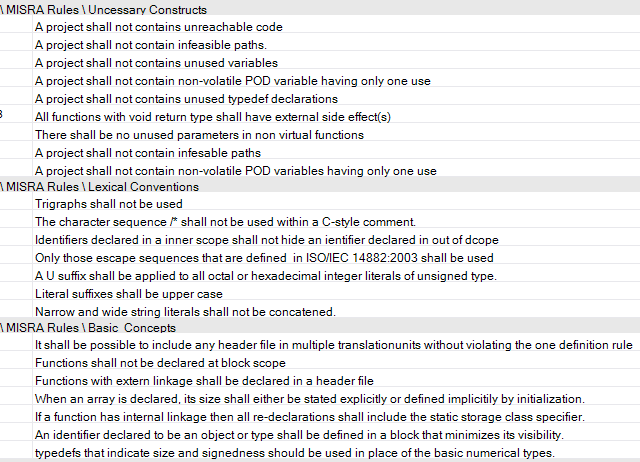 \ MISRA Rules \ Uncessary Constructs
A project shall not contains unreachable code
A project shall not contain infeasible paths.
A project shall not contains unused variables
A project shall not contain non-volatile POD variable having only one use
A project shall not contains unused typedef declarations
3 All functions with void return type shall have external side effect(s)
There shall be no unused parameters in non virtual functions
A project shall not contain infesable paths
A project shall not contain non-volatile POD variables having only one use
\ MISRA Rules \ Lexical Conventions
Trigraphs shall not be used
The character sequence /* shall not be used within a C-style comment.
Identifiers declared in a inner scope shall not hide an ientifier declared in out of dcope
Only those escape sequences that are defined in ISO/IEC 14882:2003 shall be used
A U suffix shall be applied to all octal or hexadecimal integer literals of unsigned type.
Literal suffixes shall be upper case
Narrow and wide string literals shall not be concatened.
\ MISRA Rules \ Basic Concepts
It shall be possible to include any header file in multiple translationunits without violating the one definition rule
Functions shall not be declared at block scope
Functions with extern linkage shall be declared in a header file
When an array is declared, its size shall either be stated explicitly or defined implicitily by initialization.
If a function has internal linkage then all re-declarations shall include the static storage class specifier.
An identifier declared to be an object or type shall be defined in a block that minimizes its visibility.
typedefs that indicate size and signedness should be used in place of the basic numerical types.